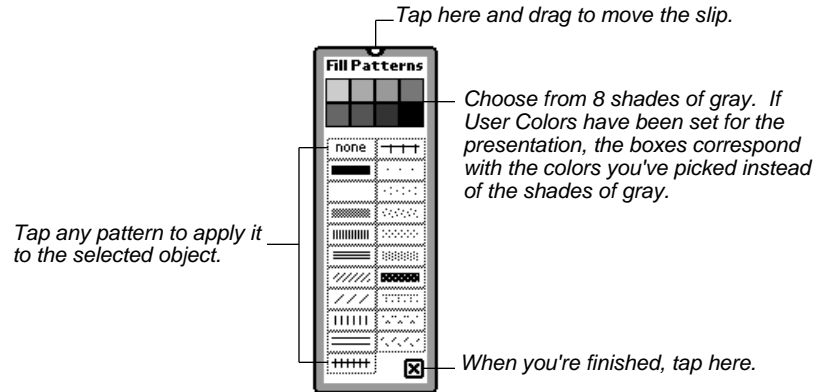 Tap here and drag to move the slip.
Fill Patterns
Choose from 8 shades of gray.  If
User Colors have been set for the
presentation, the boxes correspond
with the colors you've picked instead
of the shades of gray.
none
Tap any pattern to apply it
to the selected object.
When you're finished, tap here.